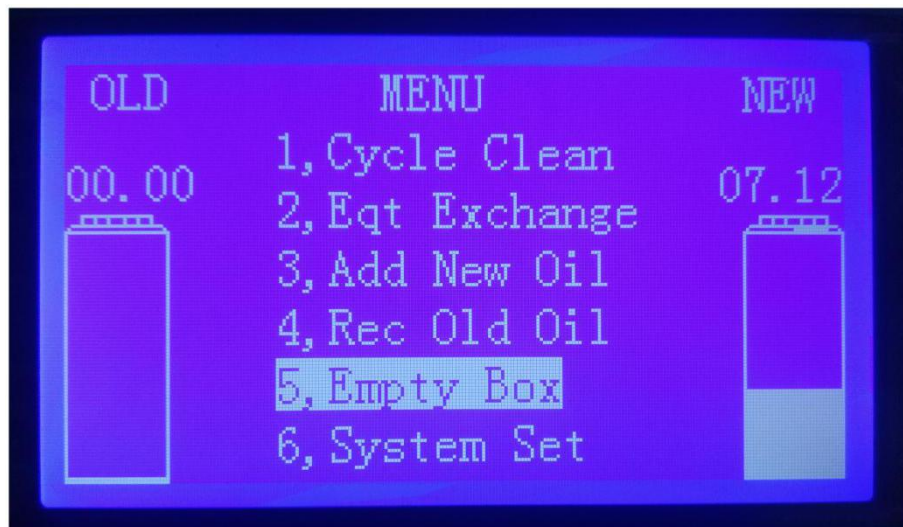 OLD MENU NEW
1,Cycle Clean
00.00 07.12
2,Eqt Exchange
3,Add New Oil
4,Rec Old Oil
5,Empty Box
6,System Set